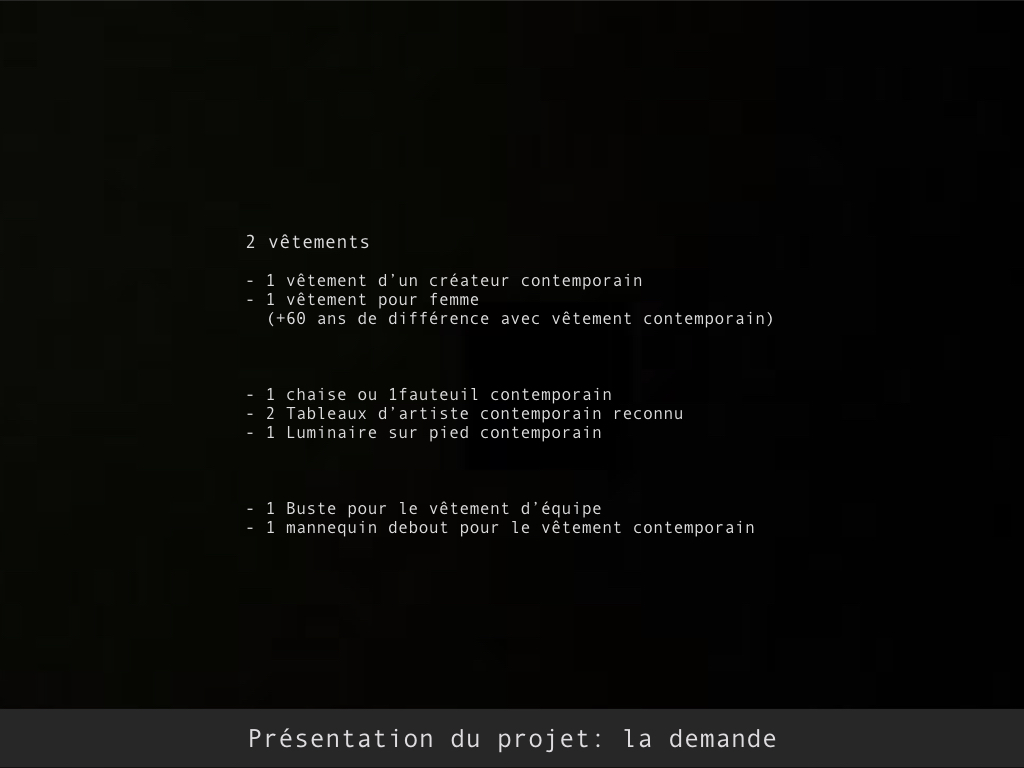 2 vêtements
- 1 vêtement d'un créateur contemporain
- 1 vêtement pour femme
(+60 ans de différence avec vêtement contemporain)
- 1 chaise ou 1fauteuil contemporain
- 2 Tableaux d'artiste contemporain reconnu
- 1 Luminaire sur pied contemporain
- 1 Buste pour le vêtement d'équipe
- 1 mannequin debout pour le vêtement contemporain
Présentation du projet: la demande